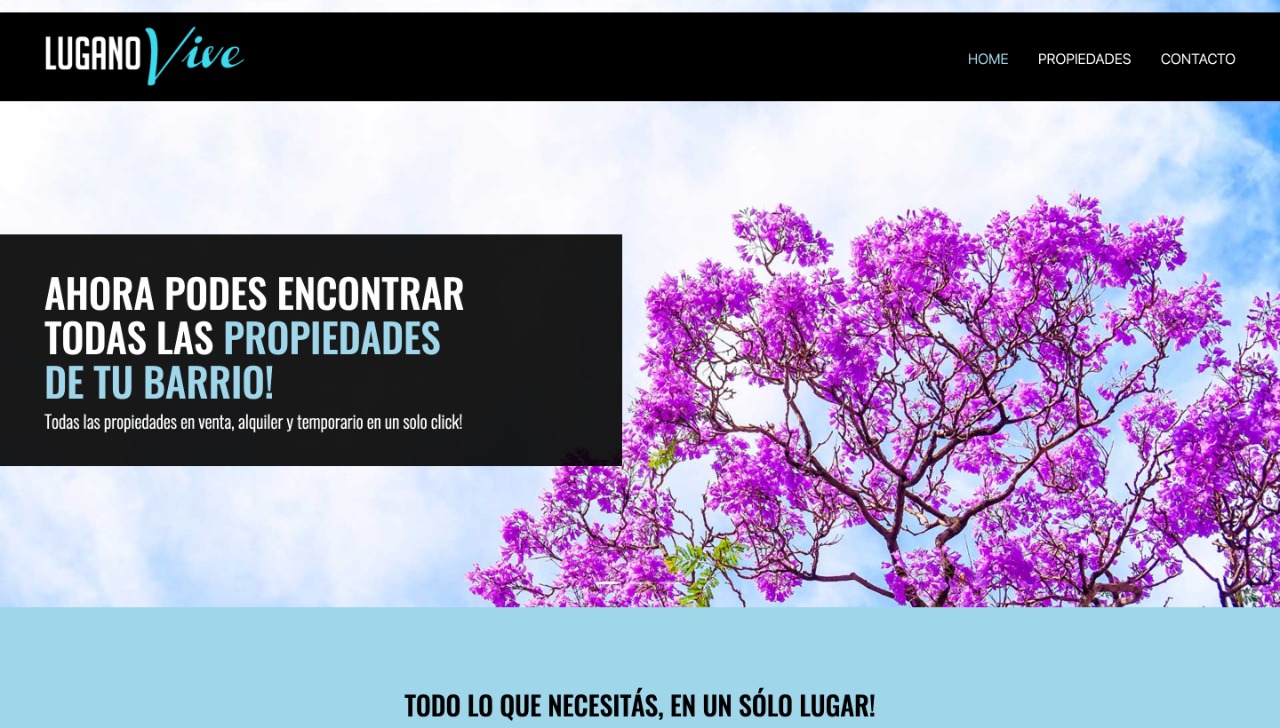 LUGANO Vive
HOME PROPIEDADES CONTACTO
AHORA PODES ENCONTRAR
TODAS LAS PROPIEDADES
DE TU BARRIO!
Todas las propiedades en venta, alquiler y temporario en un solo click!
TODO LO QUE NECESITÁS, EN UN SÓLO LUGAR!